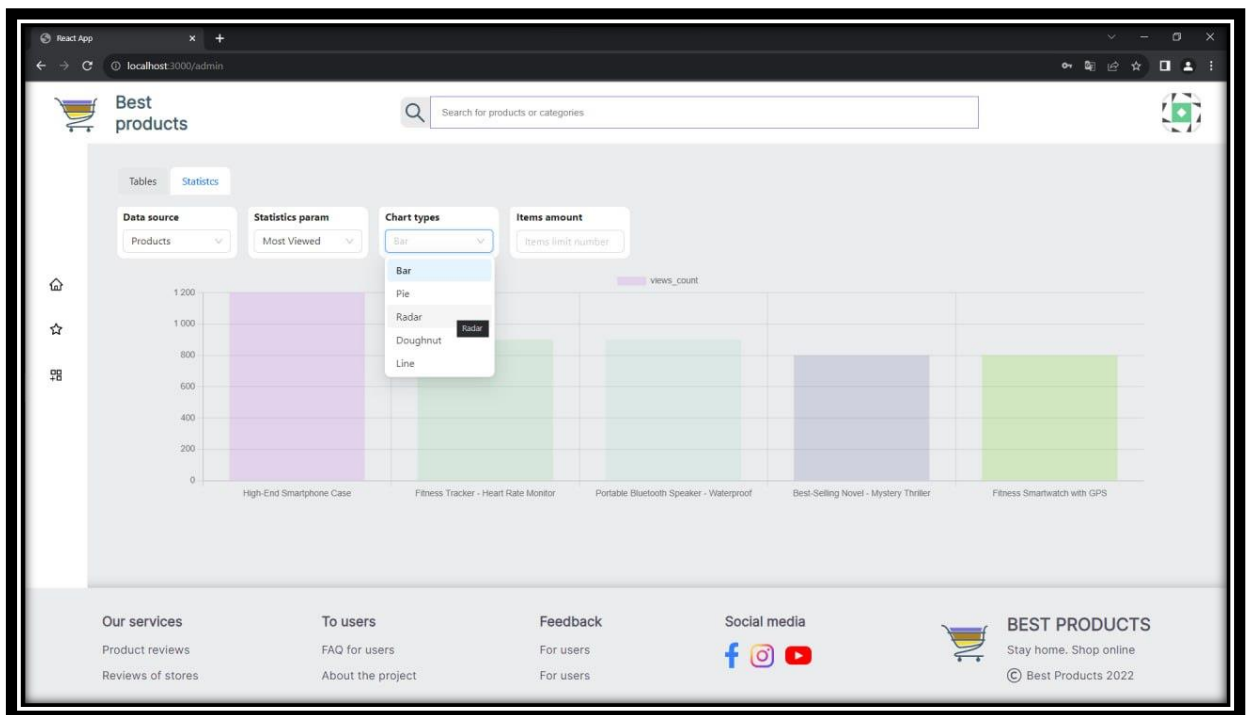 React App
localhost:3000/admin
Best
products
Search for products or categories
Tables
Statistcs
Data source
Statistics param
Chart types
Items amount
Products
Most Viewed
Bar
Items limit number
Bar
Pie
Radar
Radar
Doughnut
Line
views_count
1 200
1 000
800
600
400
200
0
High-End Smartphone Case
Fitness Tracker - Heart Rate Monitor
Portable Bluetooth Speaker - Waterproof
Best-Selling Novel - Mystery Thriller
Fitness Smartwatch with GPS
Our services
Product reviews
Reviews of stores
To users
FAQ for users
About the project
Feedback
For users
For users
Social media
BEST PRODUCTS
Stay home. Shop online
© Best Products 2022